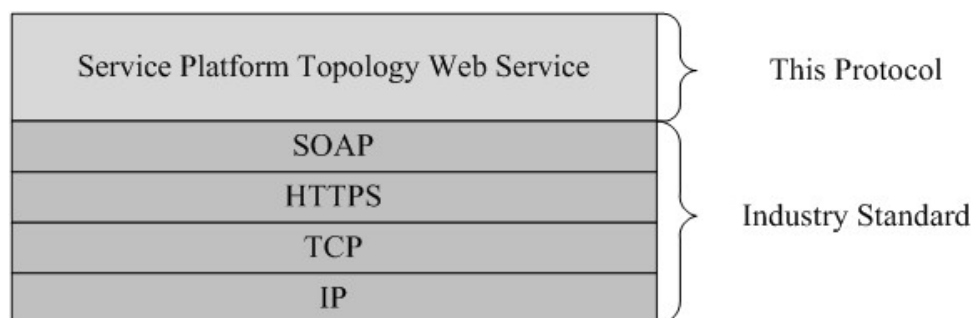 Service Platform Topology Web Service
This Protocol
SOAP
HTTPS
Industry Standard
TCP
IP